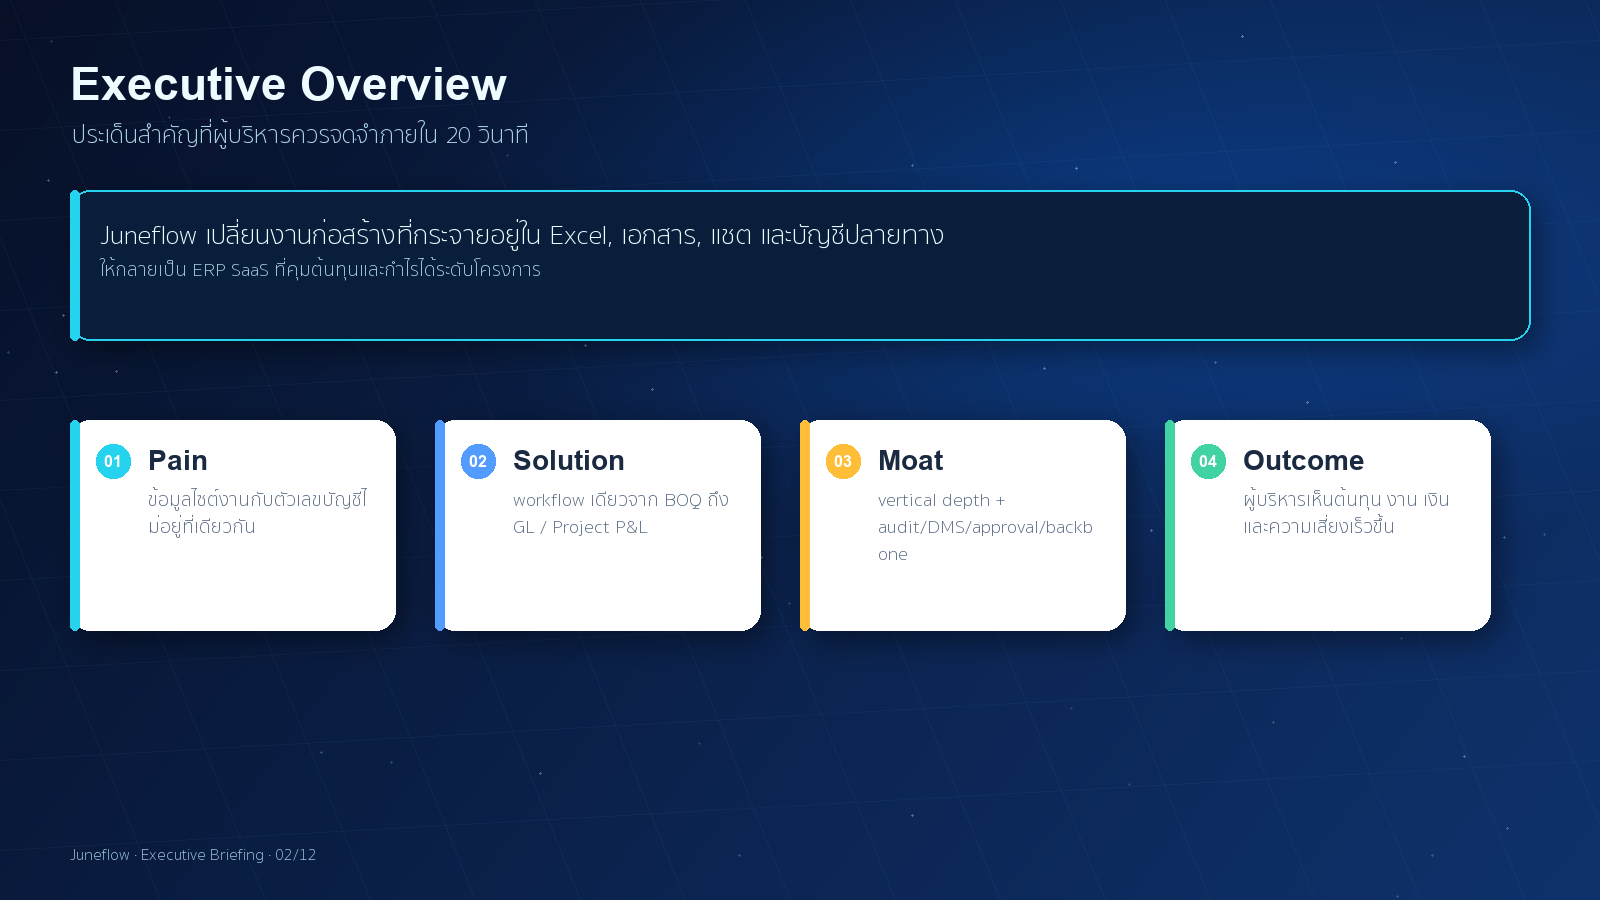 Executive Overview
ประเด็นสำคัญที่ผู้บริหารควรจดจำภายใน 20 วินาที
Juneflow เปลี่ยนงานก่อสร้างที่กระจายอยู่ใน Excel, เอกสาร, แชต และบัญชีปลายทาง
ให้กลายเป็น ERP SaaS ที่คุมต้นทุนและกำไรได้ระดับโครงการ
01 Pain
ข้อมูลไซต์งานกับตัวเลขบัญชีไ
ม่อยู่ที่เดียวกัน
02 Solution
workflow เดียวจาก BOQ ถึง
GL / Project P&L
03 Moat
vertical depth +
audit/DMS/approval/backb
one
04 Outcome
ผู้บริหารเห็นต้นทุน งาน เงิน
และความเสี่ยงเร็วขึ้น
Juneflow · Executive Briefing · 02/12